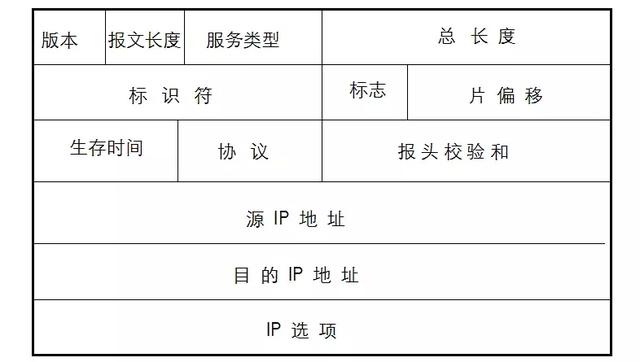 版本 报文长度 服务类型 总长度
标识符 标志 片偏移
生存时间 协议 报头校验和
源 IP 地址
目的 IP 地址
IP 选项